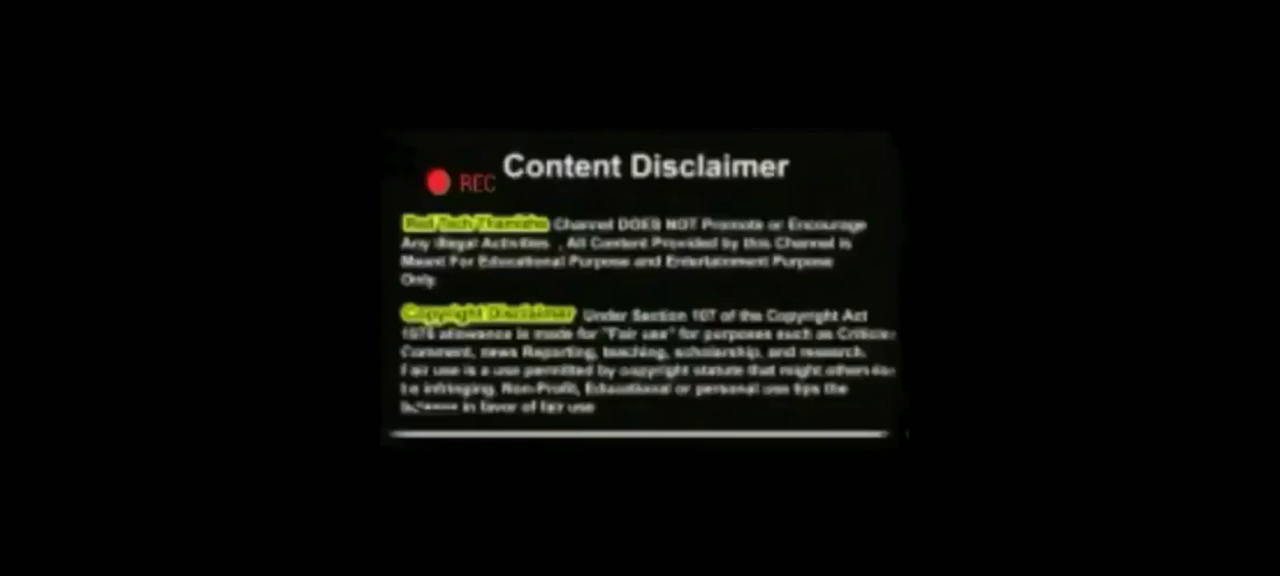 Content Disclaimer
REC
Channel DOES NOT Promote or Encourage
Any illegal Activities , All Content Provided by this Channel is
Meant For Educational Purpose and Entertainment Purpose
Only
Copyright Disclaimer Under Section 107 of the Copyright Act
allowance is made for "Fair use" for purposes such as
Comment, news Reporting, teaching, scholarship, and research.
Fair use is a use permitted by copyright statute that might
be infringing. Non-Profit, Educational or personal use tips the
in favor of fair use